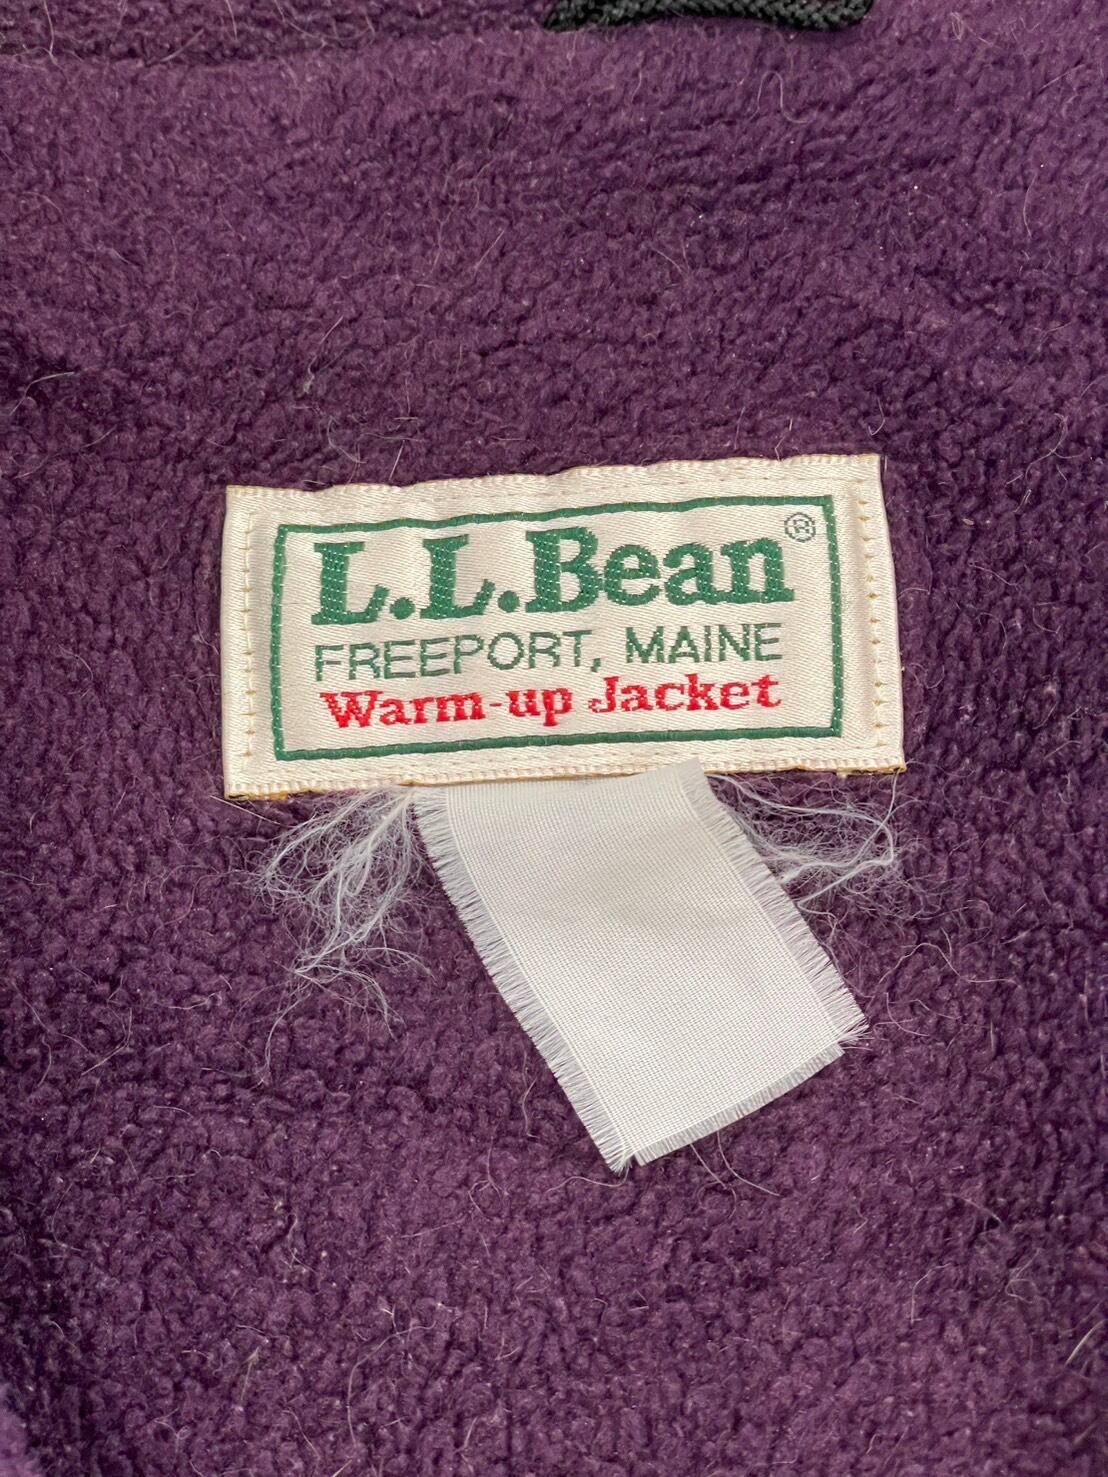 L.L.Bean®
FREEPORT, MAINE
Warm-up Jacket